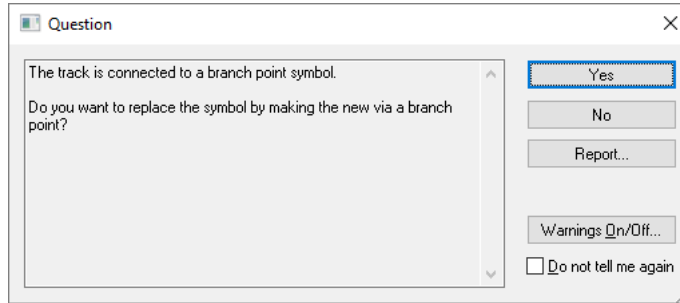 Question
The track is connected to a branch point symbol.
Do you want to replace the symbol by making the new via a branch
point?
Yes
No
Report...
Warnings On/Off...
Do not tell me again